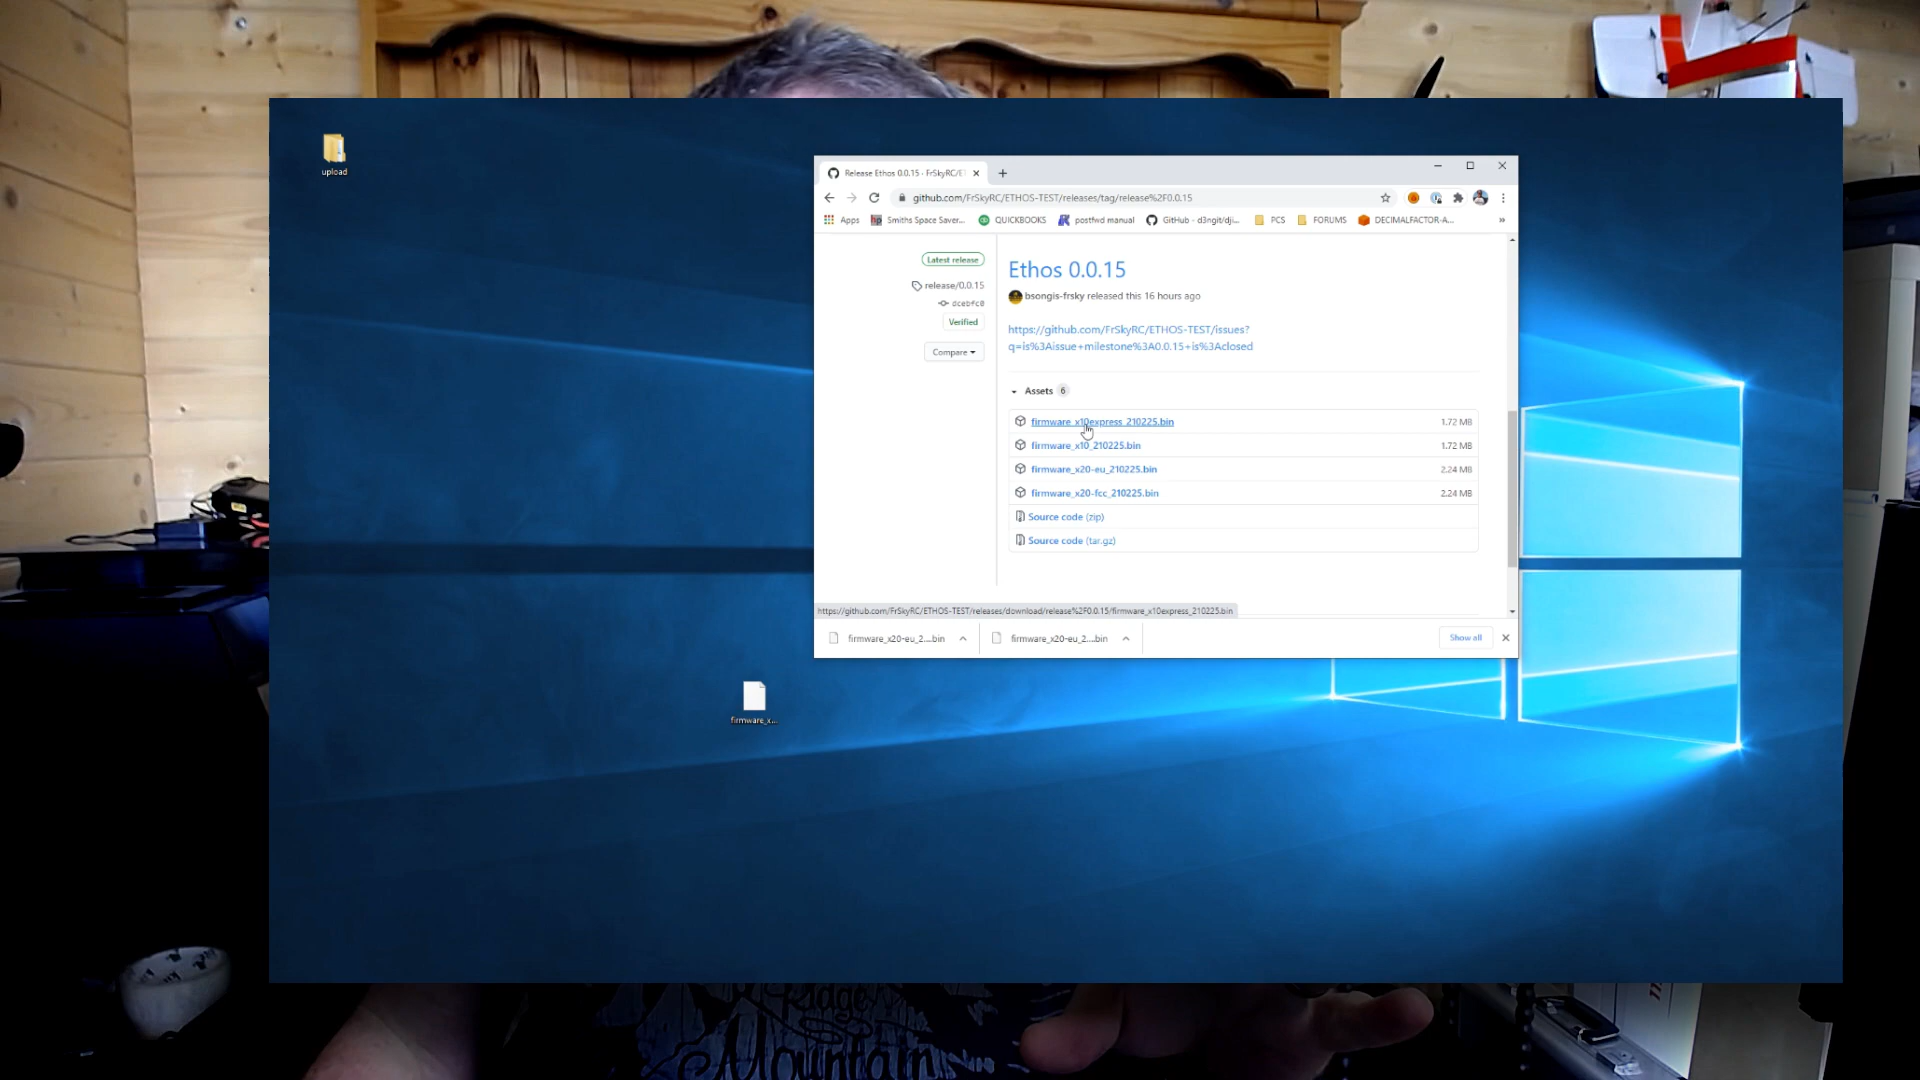 upload
Release Ethos 0.0.15 · FrSkyRC/E
github.com/FrSkyRC/ETHOS-TEST/releases/tag/release%2F0.0.15
Apps
Smiths Space Saver...
QUICKBOOKS
postfwd manual
GitHub - d3ngit/dji...
PCS
FORUMS
DECIMALFACTOR-A...
»
Latest release
release/0.0.15
dcebfc0
Verified
Compare
Ethos 0.0.15
bsongis-frsky released this 16 hours ago
https://github.com/FrSkyRC/ETHOS-TEST/issues?
q=is%3Aissue+milestone%3A0.0.15+is%3Aclosed
Assets 6
firmware_x10express_210225.bin 1.72 MB
firmware_x10_210225.bin 1.72 MB
firmware_x20-eu_210225.bin 2.24 MB
firmware_x20-fcc_210225.bin 2.24 MB
Source code (zip)
Source code (tar.gz)
https://github.com/FrSkyRC/ETHOS-TEST/releases/download/release%2F0.0.15/firmware_x10express_210225.bin
firmware_x20-eu_2....bin
firmware_x20-eu_2....bin
Show all
firmware_x...
Mountain